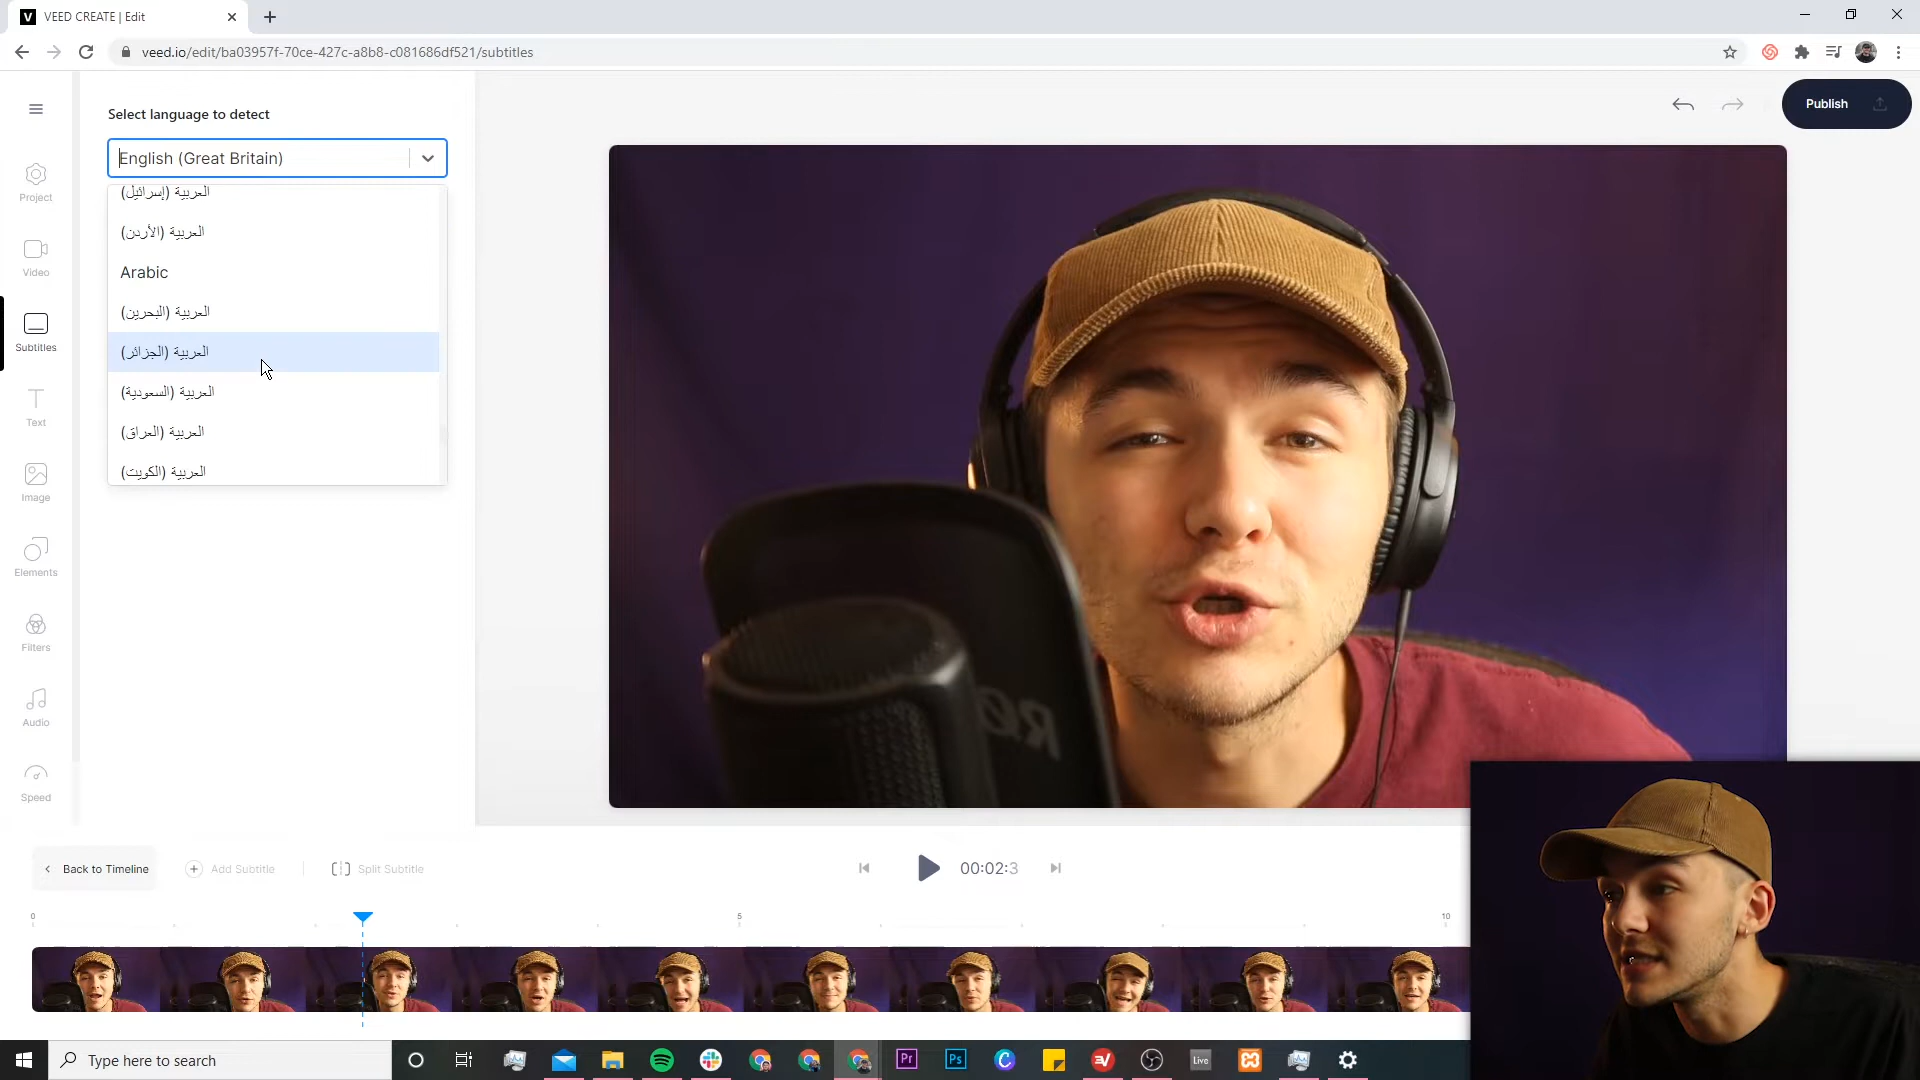 VEED CREATE | Edit
veed.io/edit/ba03957f-70ce-427c-a8b8-c081686df521/subtitles
Select language to detect
Publish
English (Great Britain)
العربية (إسرائيل)
العربية (الأردن)
Arabic
العربية (البحرين)
العربية (الجزائر)
العربية (السعودية)
العربية (العراق)
العربية (الكويت)
Project
Video
Subtitles
Text
Image
Elements
Filters
Audio
Speed
Back to Timeline
Add Subtitle
Split Subtitle
00:02:3
0
5
10
Type here to search
Pr
Ps
Live